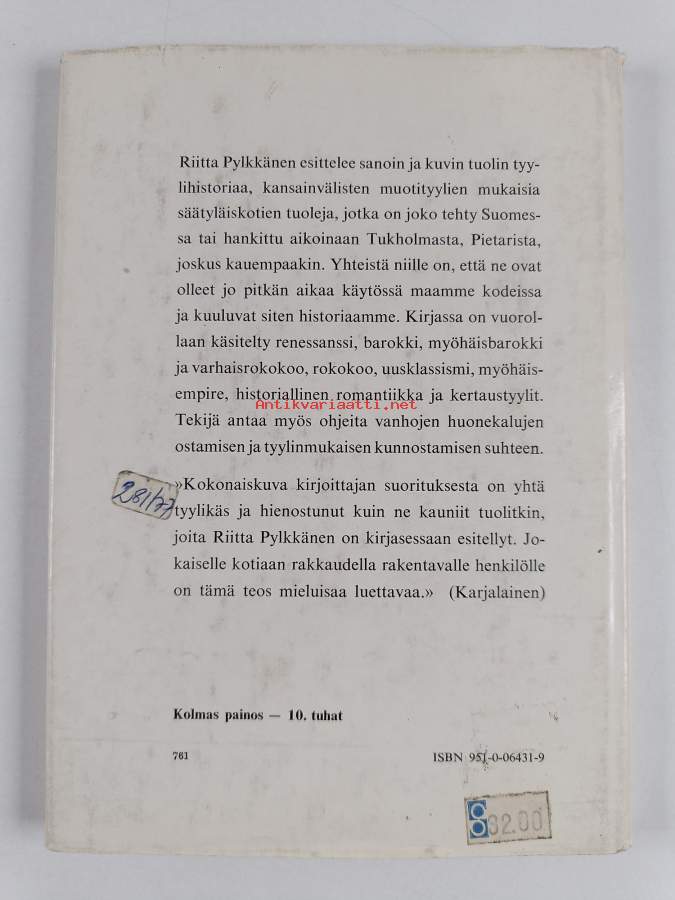 Riitta Pylkkänen esittelee sanoin ja kuvin tuolin tyy-
lihistoriaa, kansainvälisten muotityylien mukaisia
säätyläiskotien tuoleja, jotka on joko tehty Suomes-
sa tai hankittu aikoinaan Tukholmasta, Pietarista,
joskus kauempaakin. Yhteistä niille on, että ne ovat
olleet jo pitkän aikaa käytössä maamme kodeissa
ja kuuluvat siten historiaamme. Kirjassa on vuorol-
laan käsitelty renessanssi, barokki, myöhäisbarokki
ja varhaisrokokoo, rokokoo, uusklassismi, myöhäis-
empire, historiallinen romantiikka ja kertaustyylit.
Antikvariaatti.net
Tekijä antaa myös ohjeita vanhojen huonekalujen
ostamisen ja tyylinmukaisen kunnostamisen suhteen.
281/77
»Kokonaiskuva kirjoittajan suorituksesta on yhtä
tyylikäs ja hienostunut kuin ne kauniit tuolitkin,
joita Riitta Pylkkänen on kirjasessaan esitellyt. Jo-
kaiselle kotiaan rakkaudella rakentavalle henkilölle
on tämä teos mieluisaa luettavaa.» (Karjalainen)
Kolmas painos — 10. tuhat
761
ISBN 951-0-06431-9
32.00